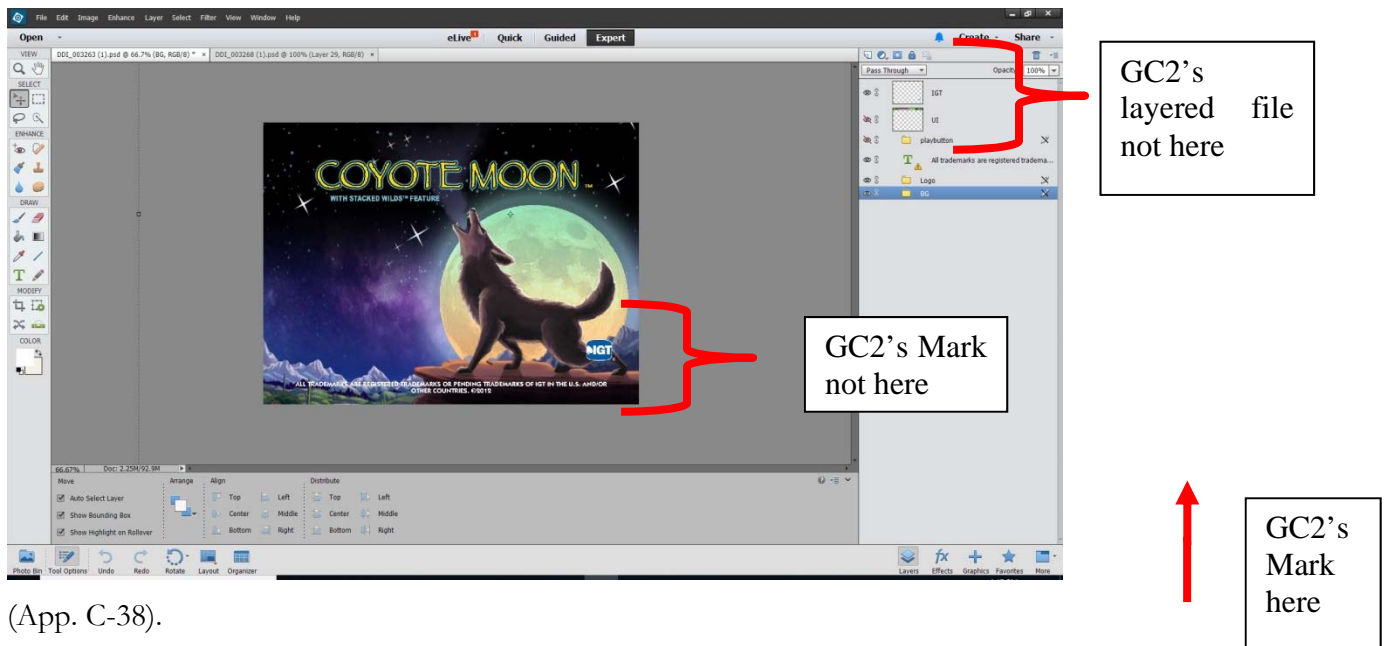 File Edit Image Enhance Layer Select Filter View Window Help
Open
eLive Quick Guided Expert
Create Share
VIEW
DDI_003263 (1).psd @ 66.7% (BG, RGB/8) * × DDI_003268 (1).psd @ 100% (Layer 29, RGB/8) ×
SELECT
ENHANCE
DRAW
MODIFY
COLOR
Pass Through Opacity: 100%
IGT
UI
playbutton
All trademarks are registered tradema...
Logo
BG
GC2’s
layered file
not here
COYOTE MOON ™
WITH STACKED WILDS™ FEATURE
IGT
ALL TRADEMARKS ARE REGISTERED TRADEMARKS OR PENDING TRADEMARKS OF IGT IN THE U.S. AND/OR
OTHER COUNTRIES. ©2012
GC2’s Mark
not here
66.67% Doc: 2.25M/92.9M
Move Arrange Align Distribute
Auto Select Layer Top Left Top Left
Show Bounding Box Center Middle Center Middle
Show Highlight on Rollover Bottom Right Bottom Right
Photo Bin Tool Options Undo Redo Rotate Layout Organizer
Layers Effects Graphics Favorites More
GC2’s
Mark
here
(App. C-38).